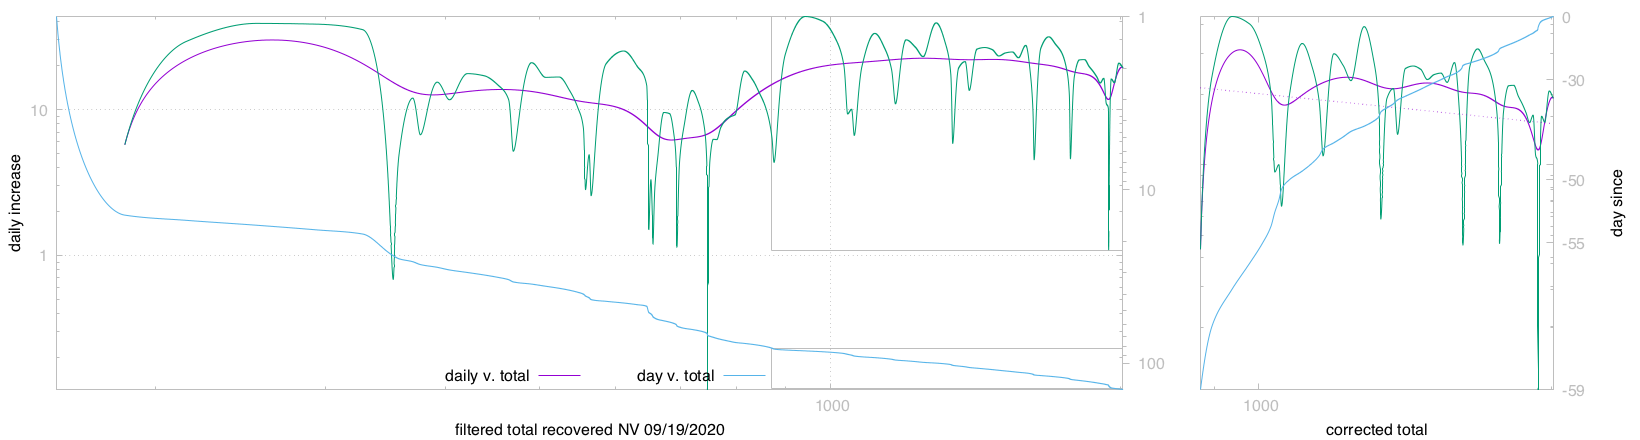 daily increase
10
1
daily v. total
day v. total
1000
filtered total recovered NV 09/19/2020
1
10
100
1000
corrected total
0
-30
-50
-55
-59
day since